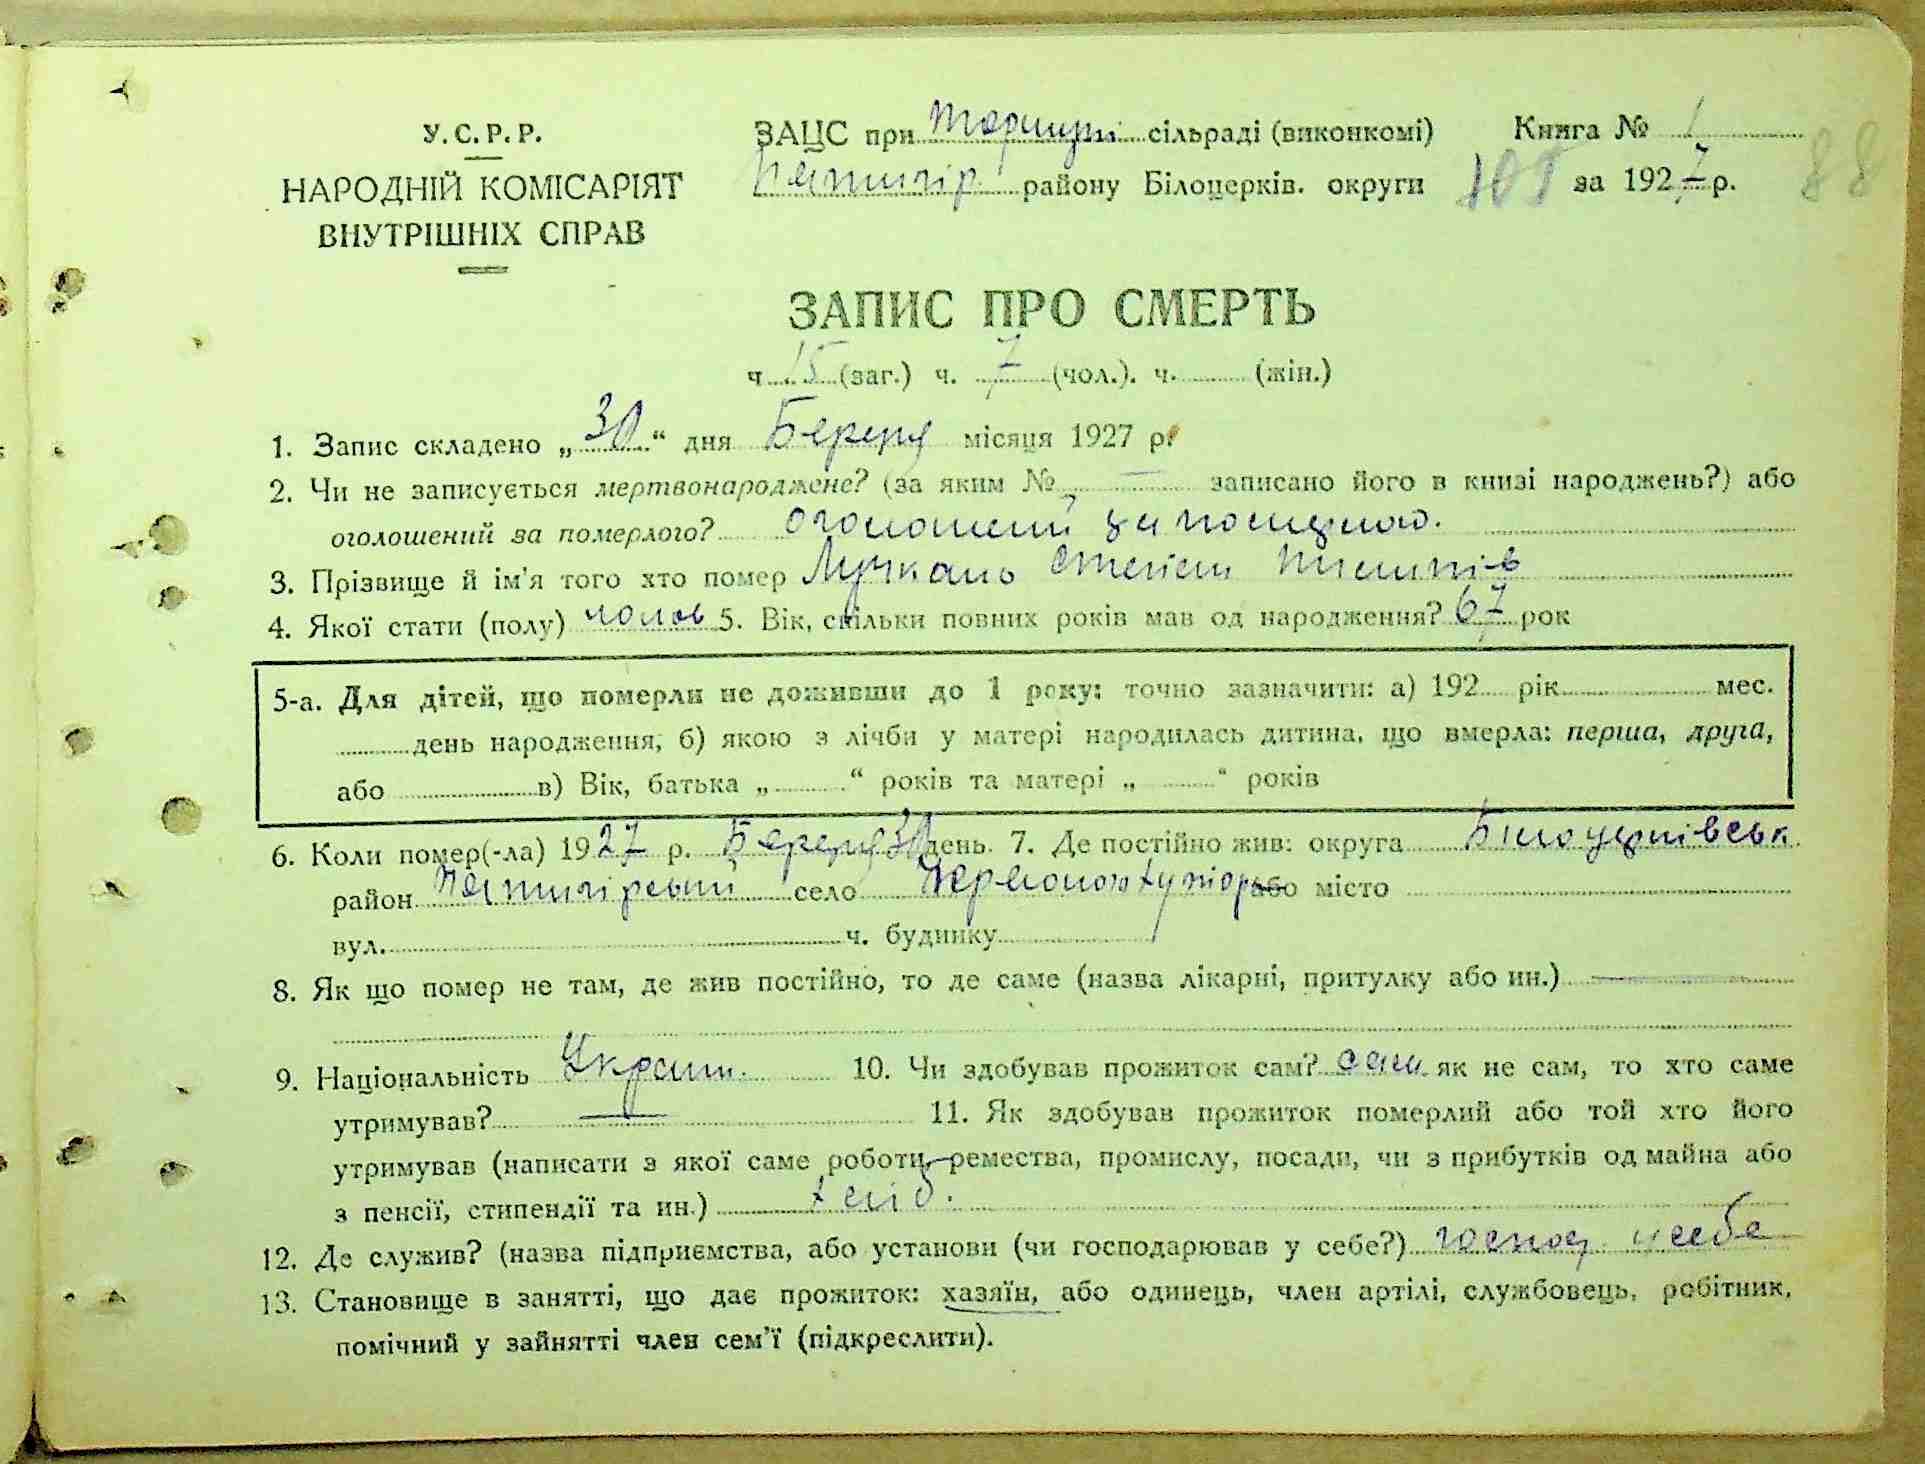 У.С.Р.Р.
НАРОДНІЙ КОМІСАРІЯТ
ВНУТРІШНІХ СПРАВ
ЗАЦС при сільраді (виконкомі) Книга № 1
Пятигір району Білоцерків. округи за 1927 р.
88
ЗАПИС ПРО СМЕРТЬ
ч 15 (заг.) ч. 7 (чол.). ч. (жін.)
1. Запис складено „30“ дня Березня місяця 1927 р.
2. Чи не записується мертвонароджене? (за яким № — записано його в книзі народжень?) або
оголошений за померлого? оголошений за померлого.
3. Прізвище й ім'я того хто помер Степан
4. Якої стати (полу) чолов 5. Вік, скільки повних років мав од народження? 67 рок
5-а. Для дітей, що померли не доживши до 1 року: точно зазначити: а) 192 рік мес.
день народження, б) якою з лічби у матері народилась дитина, що вмерла: перша, друга,
або в) Вік, батька „ “ років та матері „ “ років
6. Коли помер(-ла) 1927 р. Березня 30 день. 7. Де постійно жив: округа Білоцерківськ
район Пятигірський село або місто
вул. ч. будинку
8. Як що помер не там, де жив постійно, то де саме (назва лікарні, притулку або ин.) —
9. Національність Украін. 10. Чи здобував прожиток сам? сам як не сам, то хто саме
утримував? — 11. Як здобував прожиток померлий або той хто його
утримував (написати з якої саме роботи, ремества, промислу, посади, чи з прибутків од майна або
з пенсії, стипендії та ин.) хліб.
12. Де служив? (назва підприємства, або установи (чи господарював у себе?) господ у себе
13. Становище в занятті, що дає прожиток: хазяїн, або одинець, член артілі, службовець, робітник,
помічний у зайнятті член сем'ї (підкреслити).